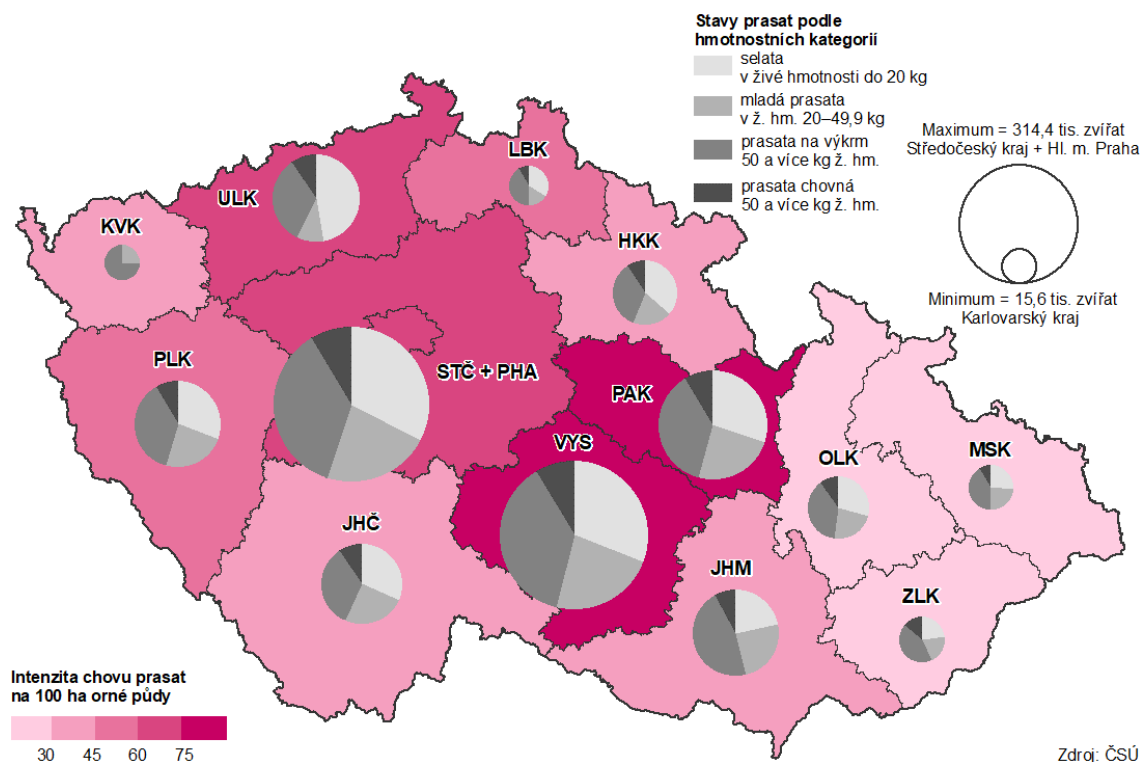 Stavy prasat podle
hmotnostních kategorií
selata
v živé hmotnosti do 20 kg
mladá prasata
v ž. hm. 20–49,9 kg
prasata na výkrm
50 a více kg ž. hm.
prasata chovná
50 a více kg ž. hm.
Maximum = 314,4 tis. zvířat
Středočeský kraj + Hl. m. Praha
Minimum = 15,6 tis. zvířat
Karlovarský kraj
LBK
ULK
KVK
HKK
PLK
STČ + PHA
PAK
VYS
OLK
MSK
JHČ
JHM
ZLK
Intenzita chovu prasat
na 100 ha orné půdy
30 45 60 75
Zdroj: ČSÚ